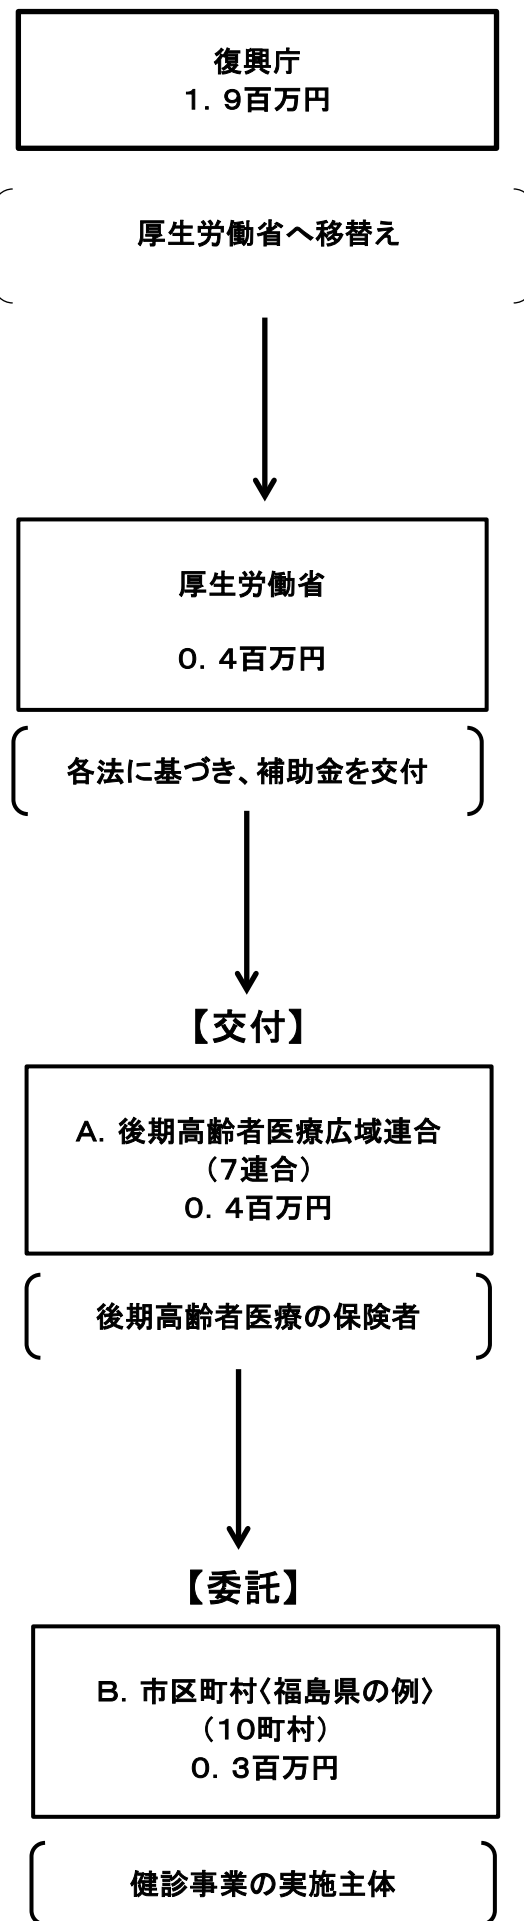 復興庁
1．9百万円
厚生労働省へ移替え
厚生労働省
0．4百万円
各法に基づき、補助金を交付
【交付】
A．後期高齢者医療広域連合
（7連合）
0．4百万円
後期高齢者医療の保険者
【委託】
B．市区町村〈福島県の例〉
（10町村）
0．3百万円
健診事業の実施主体